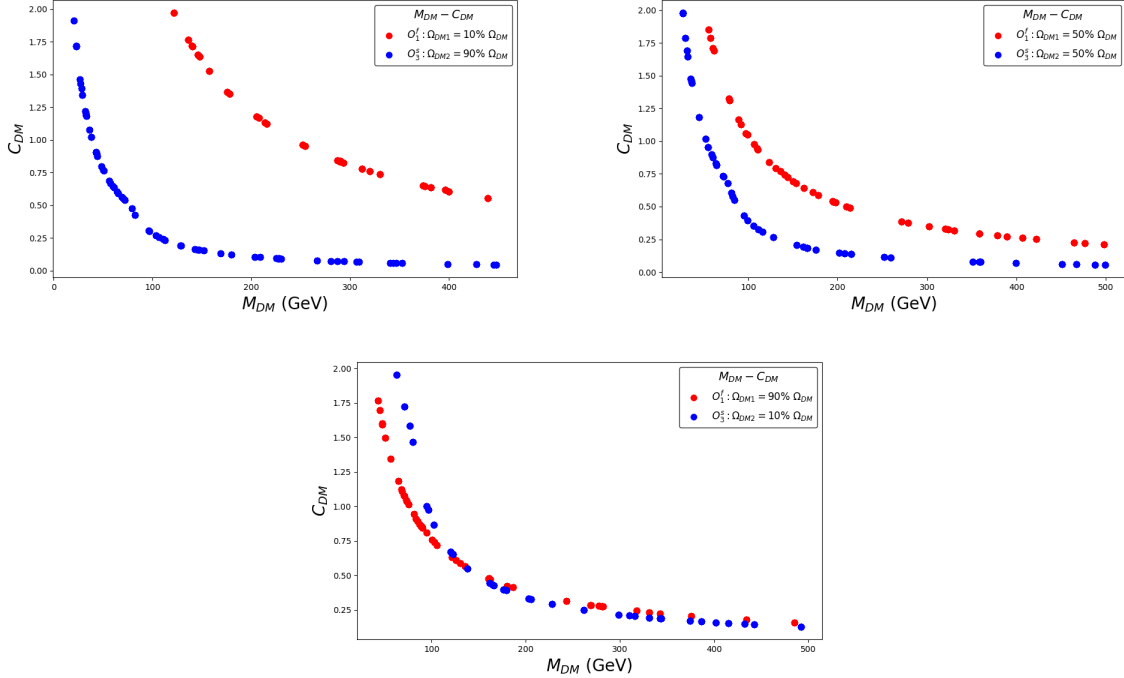 2.00
1.75
1.50
1.25
1.00
0.75
0.50
0.25
0.00
C_DM
0 100 200 300 400
M_DM (GeV)
M_DM − C_DM
O_1^f : Ω_DM1 = 10% Ω_DM
O_3^s : Ω_DM2 = 90% Ω_DM
2.00
1.75
1.50
1.25
1.00
0.75
0.50
0.25
0.00
C_DM
100 200 300 400 500
M_DM (GeV)
M_DM − C_DM
O_1^f : Ω_DM1 = 50% Ω_DM
O_3^s : Ω_DM2 = 50% Ω_DM
2.00
1.75
1.50
1.25
1.00
0.75
0.50
0.25
C_DM
100 200 300 400 500
M_DM (GeV)
M_DM − C_DM
O_1^f : Ω_DM1 = 90% Ω_DM
O_3^s : Ω_DM2 = 10% Ω_DM